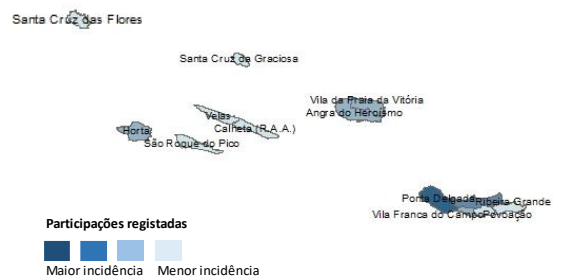 Santa Cruz das Flores
Santa Cruz da Graciosa
Vila da Praia da Vitória
Velas
Angra do Heroísmo
Horta
Calheta (R.A.A.)
São Roque do Pico
Ponta Delgada
Ribeira Grande
Vila Franca do Campo
Povoação
Participações registadas
Maior incidência
Menor incidência